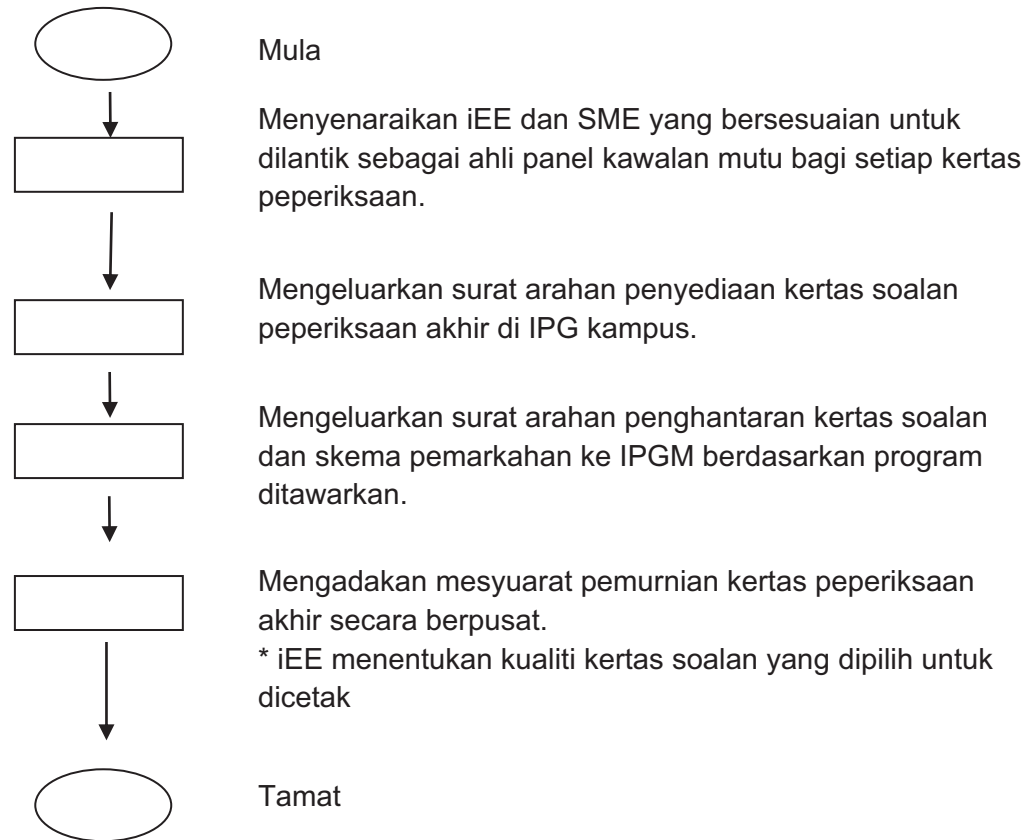 Mula
Menyenaraikan iEE dan SME yang bersesuaian untuk
dilantik sebagai ahli panel kawalan mutu bagi setiap kertas
peperiksaan.
Mengeluarkan surat arahan penyediaan kertas soalan
peperiksaan akhir di IPG kampus.
Mengeluarkan surat arahan penghantaran kertas soalan
dan skema pemarkahan ke IPGM berdasarkan program
ditawarkan.
Mengadakan mesyuarat pemurnian kertas peperiksaan
akhir secara berpusat.
* iEE menentukan kualiti kertas soalan yang dipilih untuk
dicetak
Tamat